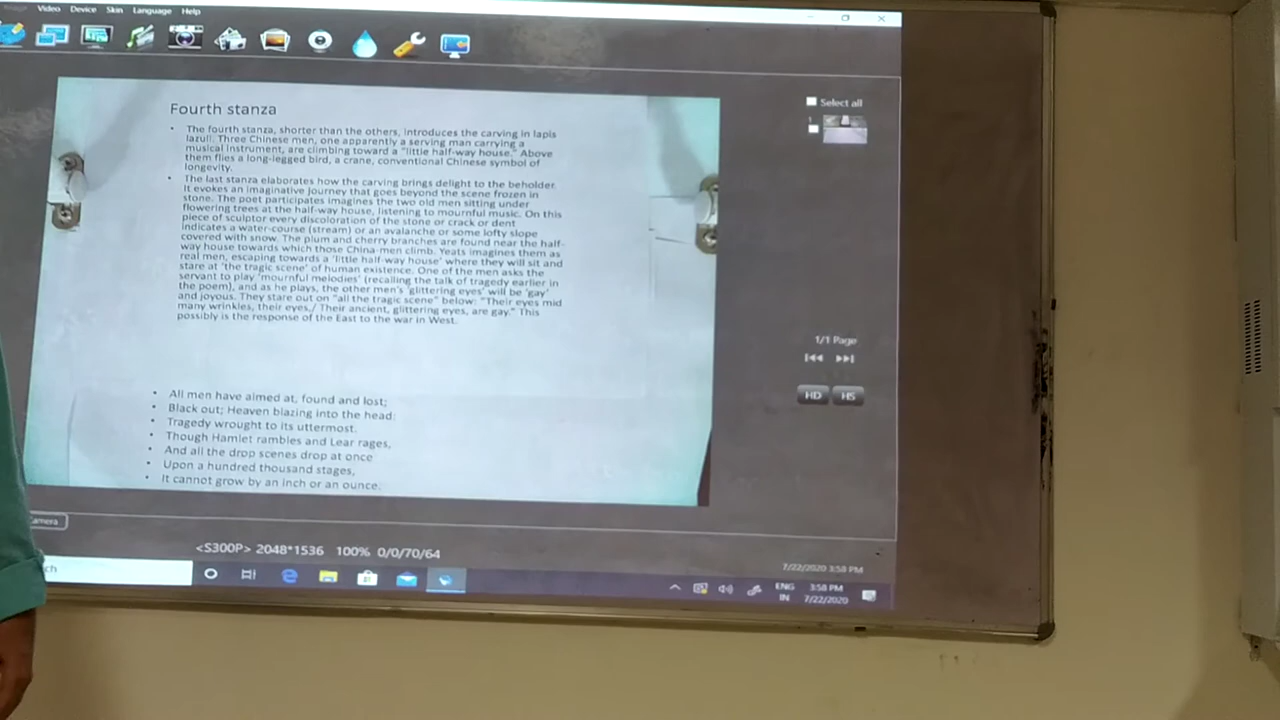 Video Device Skin Language Help
Select all
1
Fourth stanza
• The fourth stanza, shorter than the others, introduces the carving in lapis
lazuli. Three Chinese men, one apparently a serving man carrying a
musical instrument, are climbing toward a "little half-way house." Above
them flies a long-legged bird, a crane, conventional Chinese symbol of
longevity.
• The last stanza elaborates how the carving brings delight to the beholder.
It evokes an imaginative journey that goes beyond the scene frozen in
stone. The poet participates imagines the two old men sitting under
flowering trees at the half-way house, listening to mournful music. On this
piece of sculptor every discoloration of the stone or crack or dent
indicates a water-course (stream) or an avalanche or some lofty slope
covered with snow. The plum and cherry branches are found near the half-
way house towards which those China-men climb. Yeats imagines them as
real men, escaping towards a 'little half-way house' where they will sit and
stare at 'the tragic scene' of human existence. One of the men asks the
servant to play 'mournful melodies' (recalling the talk of tragedy earlier in
the poem), and as he plays, the other men's 'glittering eyes' will be 'gay'
and joyous. They stare out on "all the tragic scene" below: "Their eyes mid
many wrinkles, their eyes,/ Their ancient, glittering eyes, are gay." This
possibly is the response of the East to the war in West.
1/1 Page
HD HS
• All men have aimed at, found and lost;
• Black out; Heaven blazing into the head:
• Tragedy wrought to its uttermost.
• Though Hamlet rambles and Lear rages,
• And all the drop scenes drop at once
• Upon a hundred thousand stages,
• It cannot grow by an inch or an ounce.
Camera
<S300P> 2048*1536 100% 0/0/70/64
7/22/2020 3:58 PM
ch
ENG 3:58 PM
IN 7/22/2020